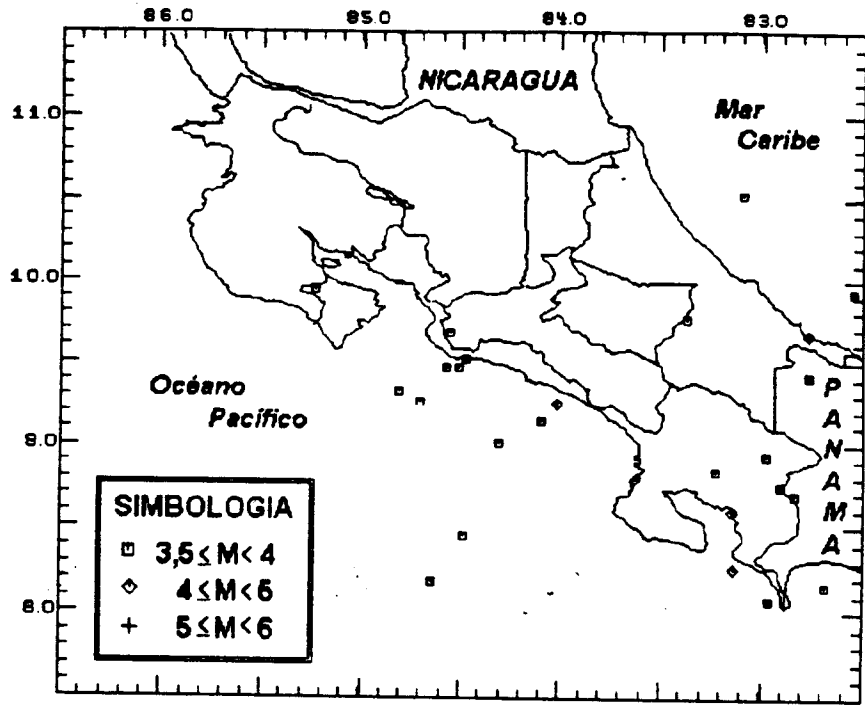 86.0 85.0 84.0 83.0
NICARAGUA
11.0
Mar
Caribe
10.0
Océano
Pacífico
9.0
PANAMA
SIMBOLOGIA
3,5≤M<4
4≤M<5
5≤M<6
8.0